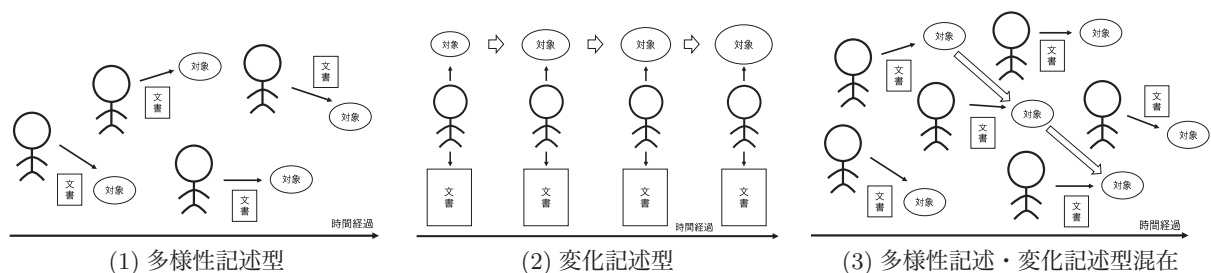 対象
文書
対象
文書
文書
対象
文書
対象
時間経過
(1) 多様性記述型
対象
対象
対象
対象
文書
文書
文書
文書
時間経過
(2) 変化記述型
対象
文書
対象
文書
対象
文書
文書
対象
文書
対象
文書
対象
時間経過
(3) 多様性記述・変化記述型混在